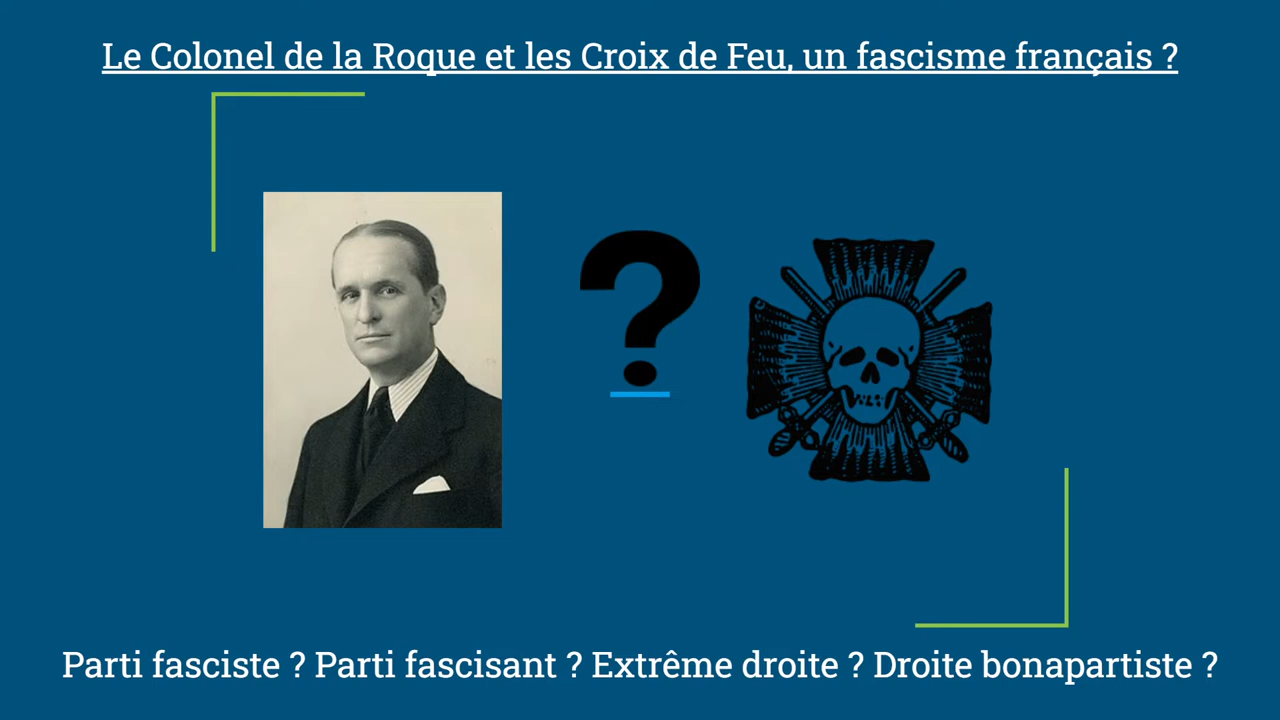 Le Colonel de la Roque et les Croix de Feu, un fascisme français ?
?
Parti fasciste ? Parti fascisant ? Extrême droite ? Droite bonapartiste ?